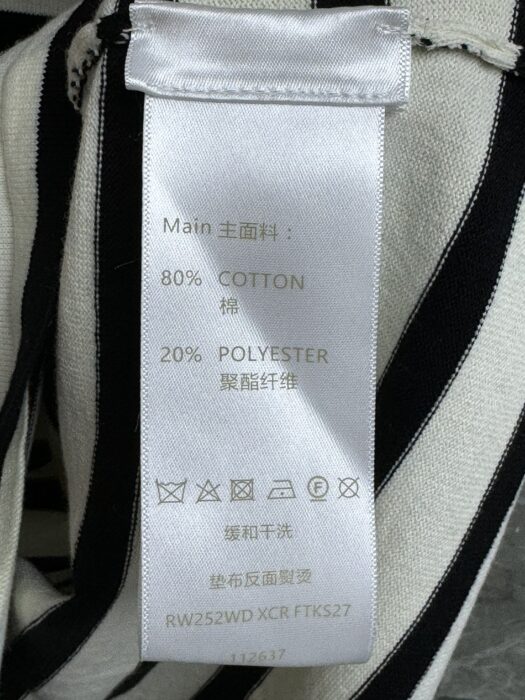 Main 主面料：
80% COTTON
棉
20% POLYESTER
聚酯纤维
F
缓和干洗
垫布反面熨烫
RW252WD XCR FTKS27
112637